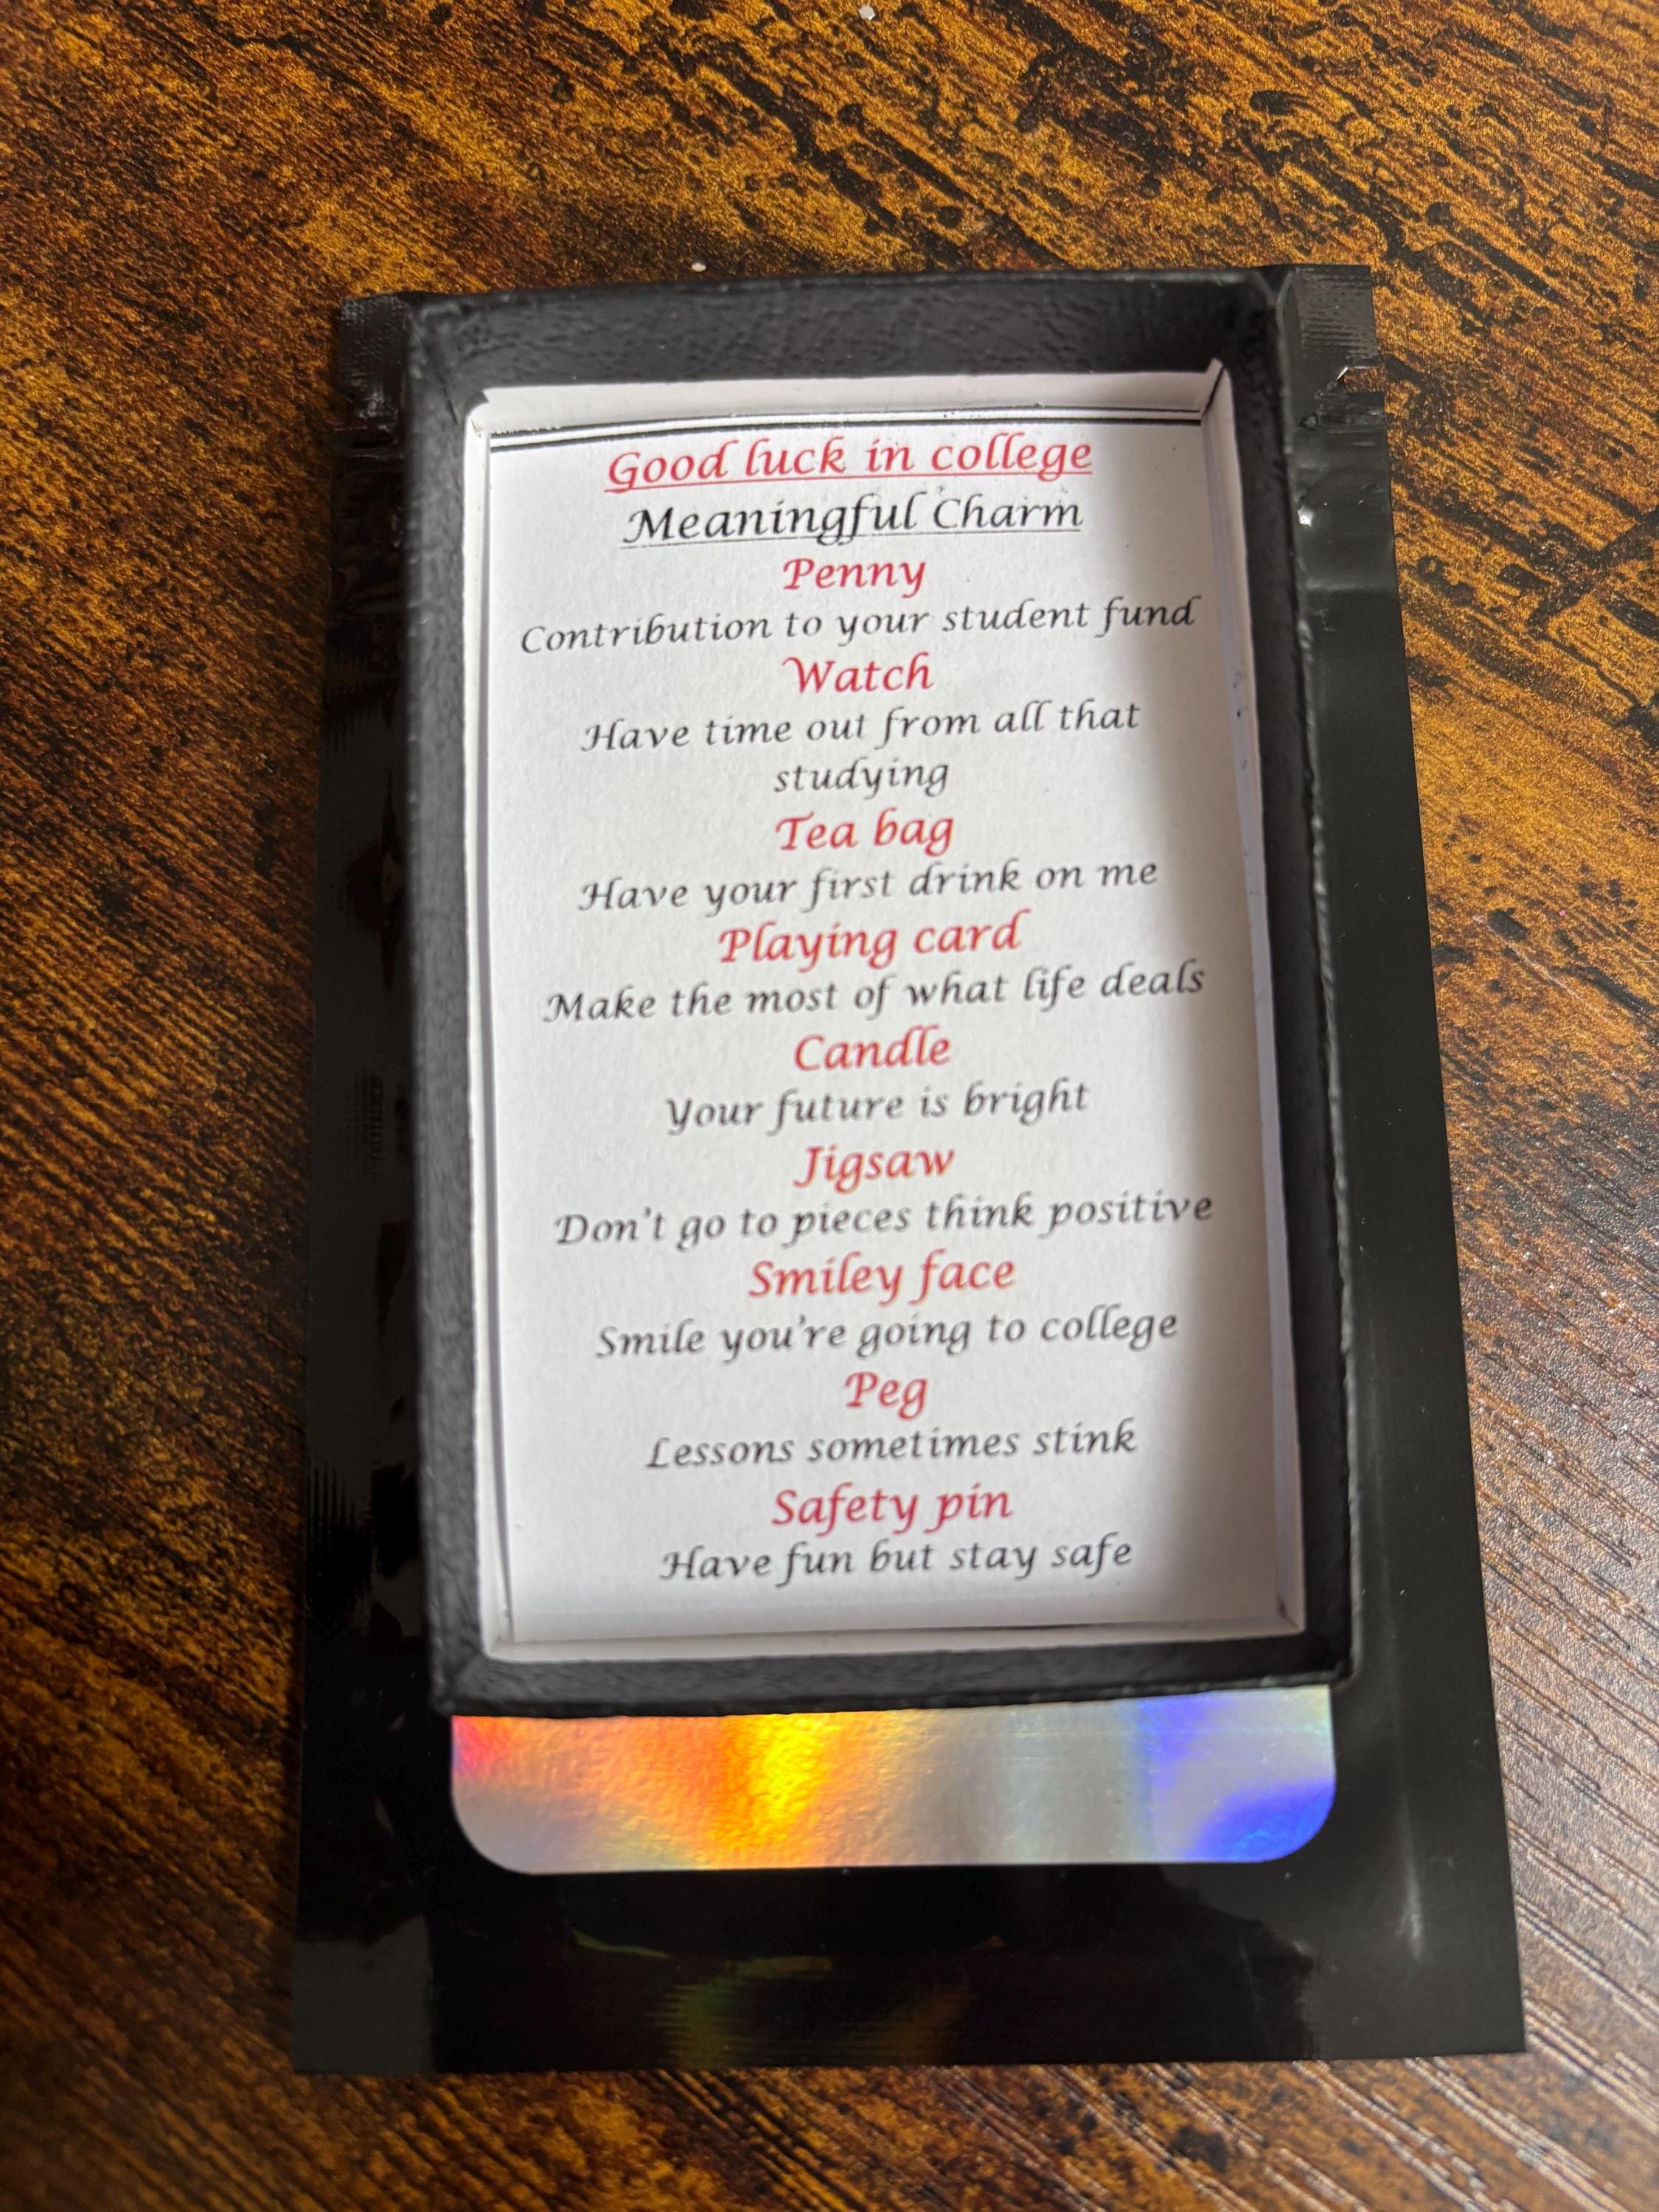 Good luck in college
Meaningful Charm
Penny
Contribution to your student fund
Watch
Have time out from all that
studying
Tea bag
Have your first drink on me
Playing card
Make the most of what life deals
Candle
Your future is bright
Jigsaw
Don't go to pieces think positive
Smiley face
Smile you're going to college
Peg
Lessons sometimes stink
Safety pin
Have fun but stay safe